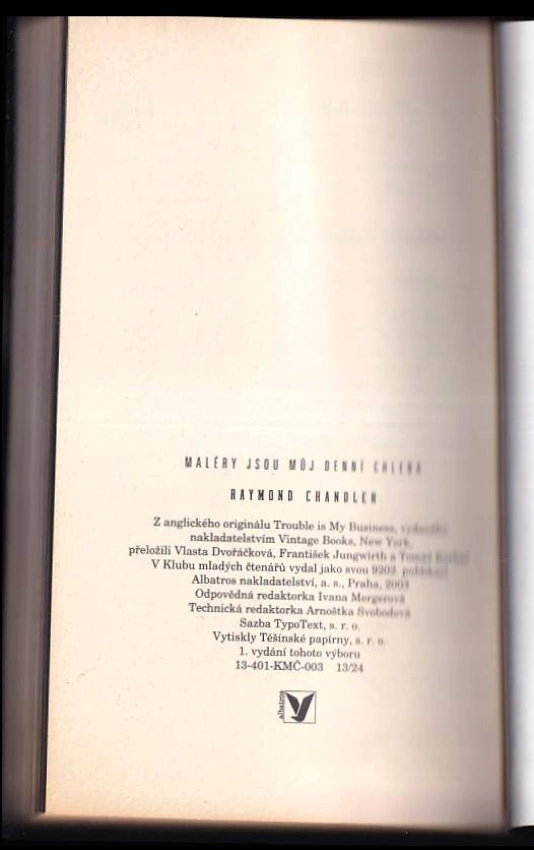 MALÉRY JSOU MŮJ DENNÍ CHLEBA
RAYMOND CHANDLER
Z anglického originálu Trouble is My Business,
nakladatelstvím Vintage Books, New York,
přeložili Vlasta Dvořáčková, František Jungwirth a
V Klubu mladých čtenářů vydal jako svou
Albatros nakladatelství, a. s., Praha,
Odpovědná redaktorka Ivana Mergerová
Technická redaktorka Arnoštka Svobodová
Sazba TypoText, s. r. o.
Vytiskly Těšínské papírny, s. r. o.
1. vydání tohoto výboru
13-401-KMČ-003 13/24
albatros